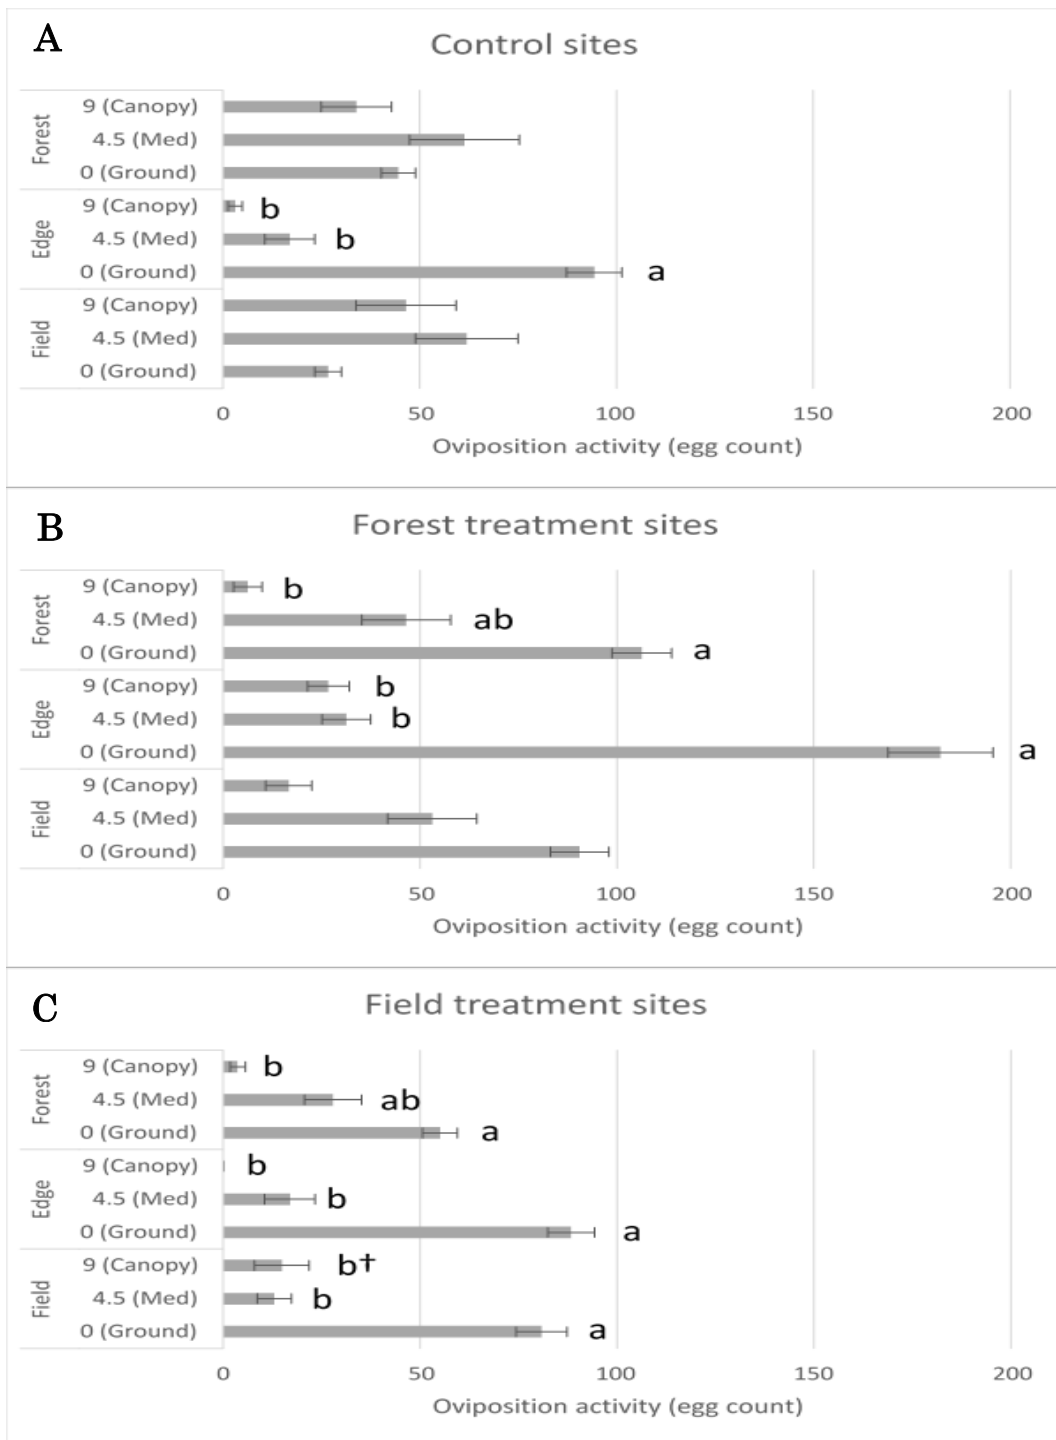 A
Control sites
Forest
9 (Canopy)
4.5 (Med)
0 (Ground)
Edge
9 (Canopy) b
4.5 (Med) b
0 (Ground) a
Field
9 (Canopy)
4.5 (Med)
0 (Ground)
0 50 100 150 200
Oviposition activity (egg count)
B
Forest treatment sites
Forest
9 (Canopy) b
4.5 (Med) ab
0 (Ground) a
Edge
9 (Canopy) b
4.5 (Med) b
0 (Ground) a
Field
9 (Canopy)
4.5 (Med)
0 (Ground)
0 50 100 150 200
Oviposition activity (egg count)
C
Field treatment sites
Forest
9 (Canopy) b
4.5 (Med) ab
0 (Ground) a
Edge
9 (Canopy) b
4.5 (Med) b
0 (Ground) a
Field
9 (Canopy) b†
4.5 (Med) b
0 (Ground) a
0 50 100 150 200
Oviposition activity (egg count)